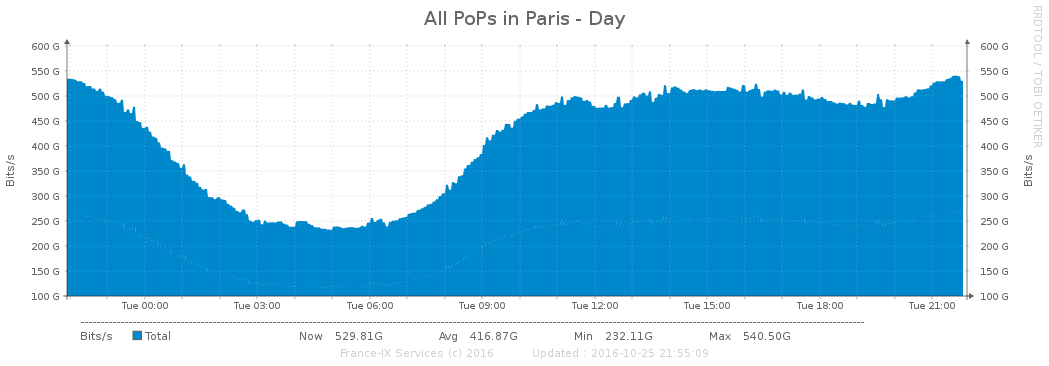 All PoPs in Paris - Day
RRDTOOL / TOBI OETIKER
Bits/s
600 G
550 G
500 G
450 G
400 G
350 G
300 G
250 G
200 G
150 G
100 G
600 G
550 G
500 G
450 G
400 G
350 G
300 G
250 G
200 G
150 G
100 G
Bits/s
Tue 00:00 Tue 03:00 Tue 06:00 Tue 09:00 Tue 12:00 Tue 15:00 Tue 18:00 Tue 21:00
Bits/s Total Now 529.81G Avg 416.87G Min 232.11G Max 540.50G
France-IX Services (c) 2016 Updated : 2016-10-25 21:55:09